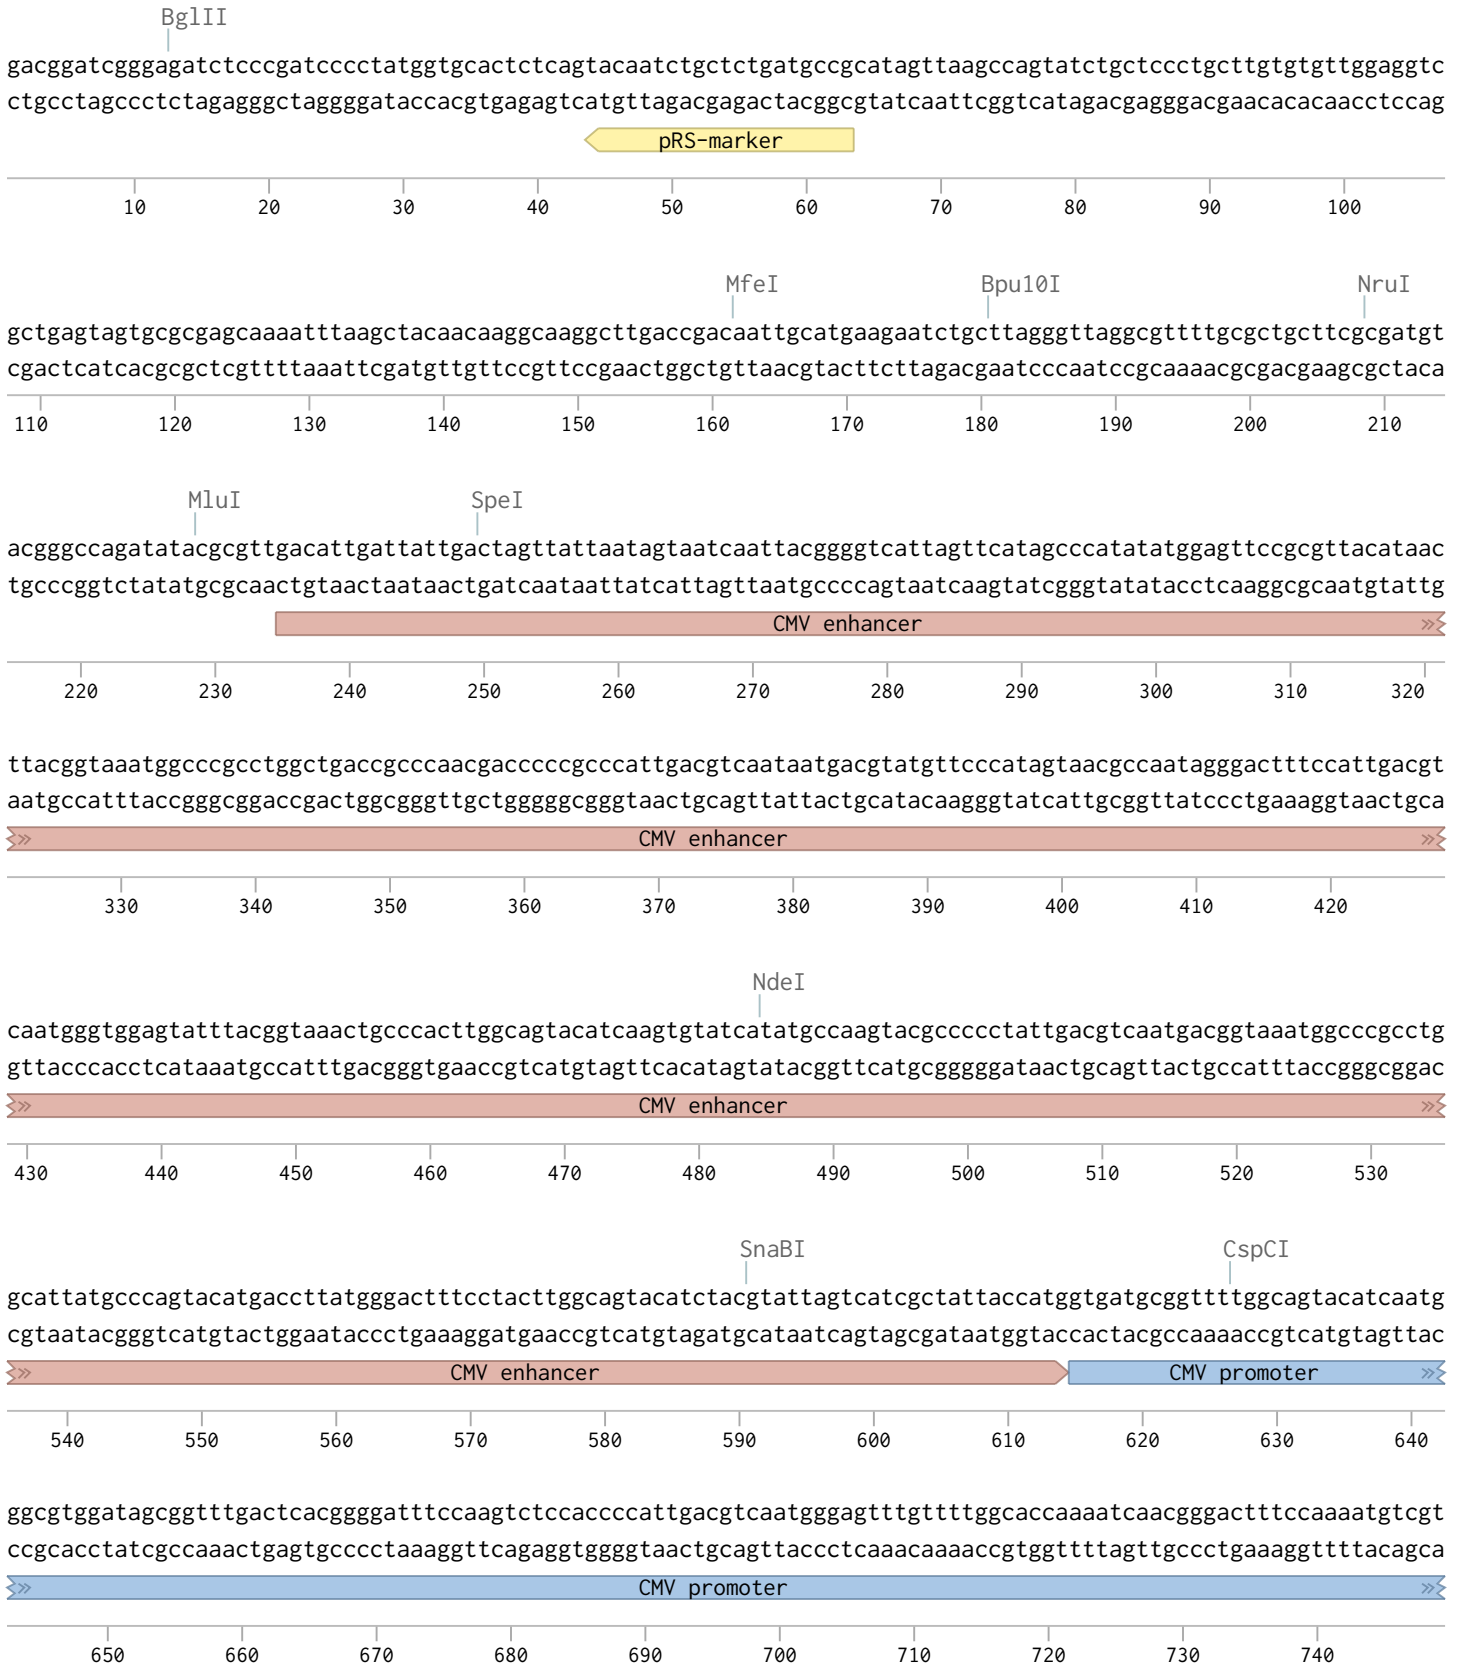 BglII
gacggatcgggagatctcccgatcccctatggtgcactctcagtacaatctgctctgatgccgcatagttaagccagtatctgctccctgcttgtgtgttggaggtc
ctgcctagccctctagagggctaggggataccacgtgagagtcatgttagacgagactacggcgtatcaattcggtcatagacgagggacgaacacacaacctccag
pRS-marker
10 20 30 40 50 60 70 80 90 100
MfeI Bpu10I NruI
gctgagtagtgcgcgagcaaaatttaagctacaacaaggcaaggcttgaccgacaattgcatgaagaatctgcttagggttaggcgttttgcgctgcttcgcgatgt
cgactcatcacgcgctcgttttaaattcgatgttgttccgttccgaactggctgttaacgtacttcttagacgaatcccaatccgcaaaacgcgacgaagcgctaca
110 120 130 140 150 160 170 180 190 200 210
MluI SpeI
acgggccagatatacgcgttgacattgattattgactagttattaatagtaatcaattacggggtcattagttcatagcccatatatggagttccgcgttacataac
tgcccggtctatatgcgcaactgtaactaataactgatcaataattatcattagttaatgccccagtaatcaagtatcgggtatatacctcaaggcgcaatgtattg
CMV enhancer
220 230 240 250 260 270 280 290 300 310 320
ttacggtaaatggcccgcctggctgaccgcccaacgacccccgcccattgacgtcaataatgacgtatgttcccatagtaacgccaatagggactttccattgacgt
aatgccatttaccgggcggaccgactggcgggttgctgggggcgggtaactgcagttattactgcatacaagggtatcattgcggttatccctgaaaggtaactgca
CMV enhancer
330 340 350 360 370 380 390 400 410 420
NdeI
caatgggtggagtatttacggtaaactgcccacttggcagtacatcaagtgtatcatatgccaagtacgccccctattgacgtcaatgacggtaaatggcccgcctg
gttacccacctcataaatgccatttgacgggtgaaccgtcatgtagttcacatagtatacggttcatgcgggggataactgcagttactgccatttaccgggcggac
CMV enhancer
430 440 450 460 470 480 490 500 510 520 530
SnaBI CspCI
gcattatgcccagtacatgaccttatgggactttcctacttggcagtacatctacgtattagtcatcgctattaccatggtgatgcggttttggcagtacatcaatg
cgtaatacgggtcatgtactggaataccctgaaaggatgaaccgtcatgtagatgcataatcagtagcgataatggtaccactacgccaaaaccgtcatgtagttac
CMV enhancer CMV promoter
540 550 560 570 580 590 600 610 620 630 640
ggcgtggatagcggtttgactcacggggatttccaagtctccaccccattgacgtcaatgggagtttgttttggcaccaaaatcaacgggactttccaaaatgtcgt
ccgcacctatcgccaaactgagtgcccctaaaggttcagaggtggggtaactgcagttaccctcaaacaaaaccgtggttttagttgccctgaaaggttttacagca
CMV promoter
650 660 670 680 690 700 710 720 730 740